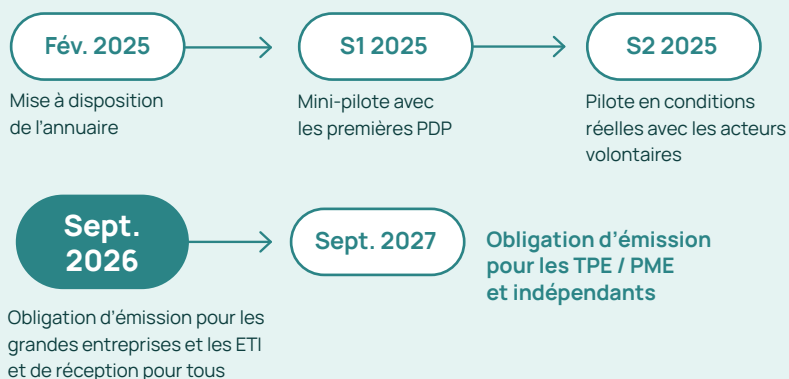 Fév. 2025
S1 2025
S2 2025
Mise à disposition
de l'annuaire
Mini-pilote avec
les premières PDP
Pilote en conditions
réelles avec les acteurs
volontaires
Sept.
2026
Sept. 2027
Obligation d'émission
pour les TPE / PME
et indépendants
Obligation d'émission pour les
grandes entreprises et les ETI
et de réception pour tous